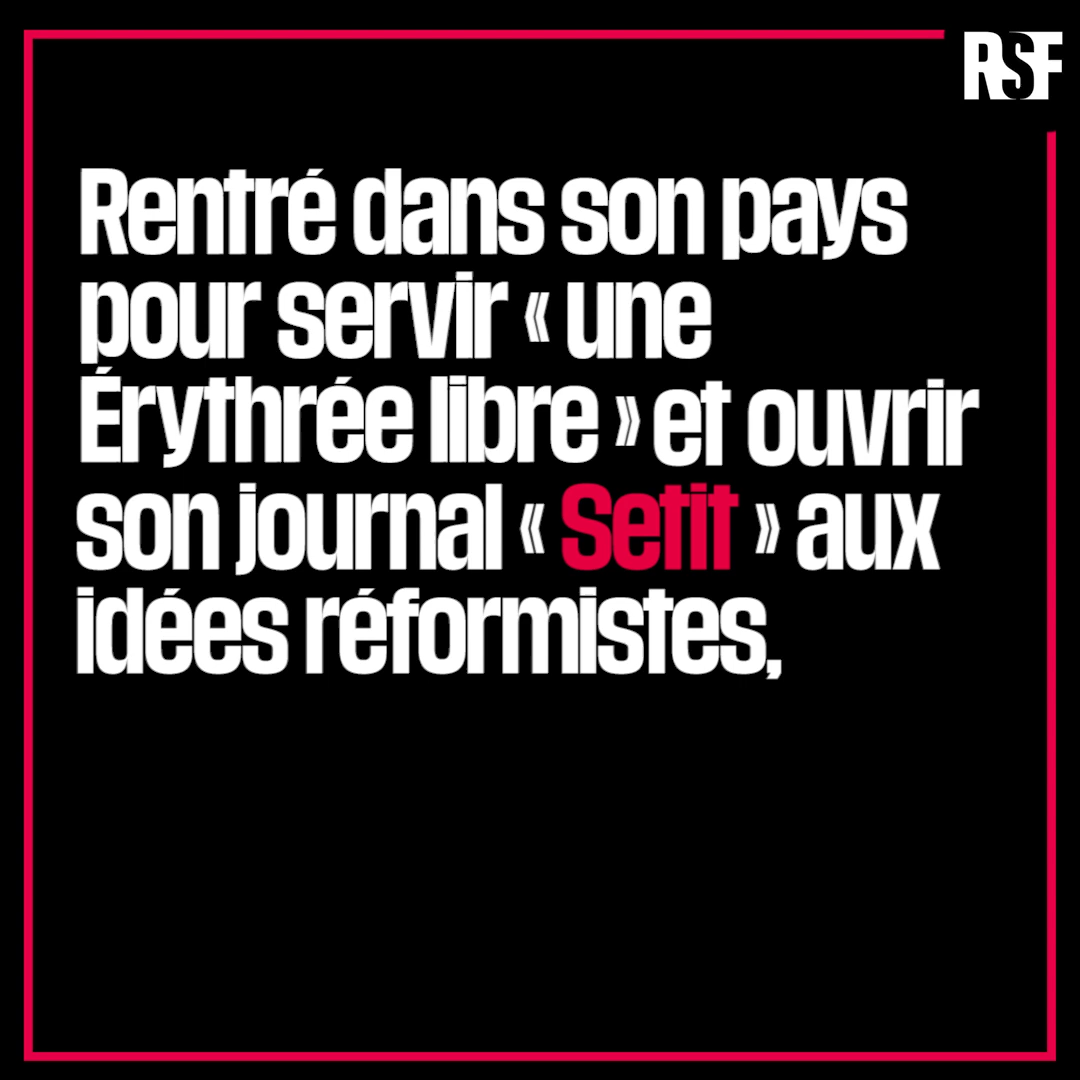 RSF
Rentré dans son pays
pour servir « une
Érythrée libre » et ouvrir
son journal « Setit » aux
idées réformistes,